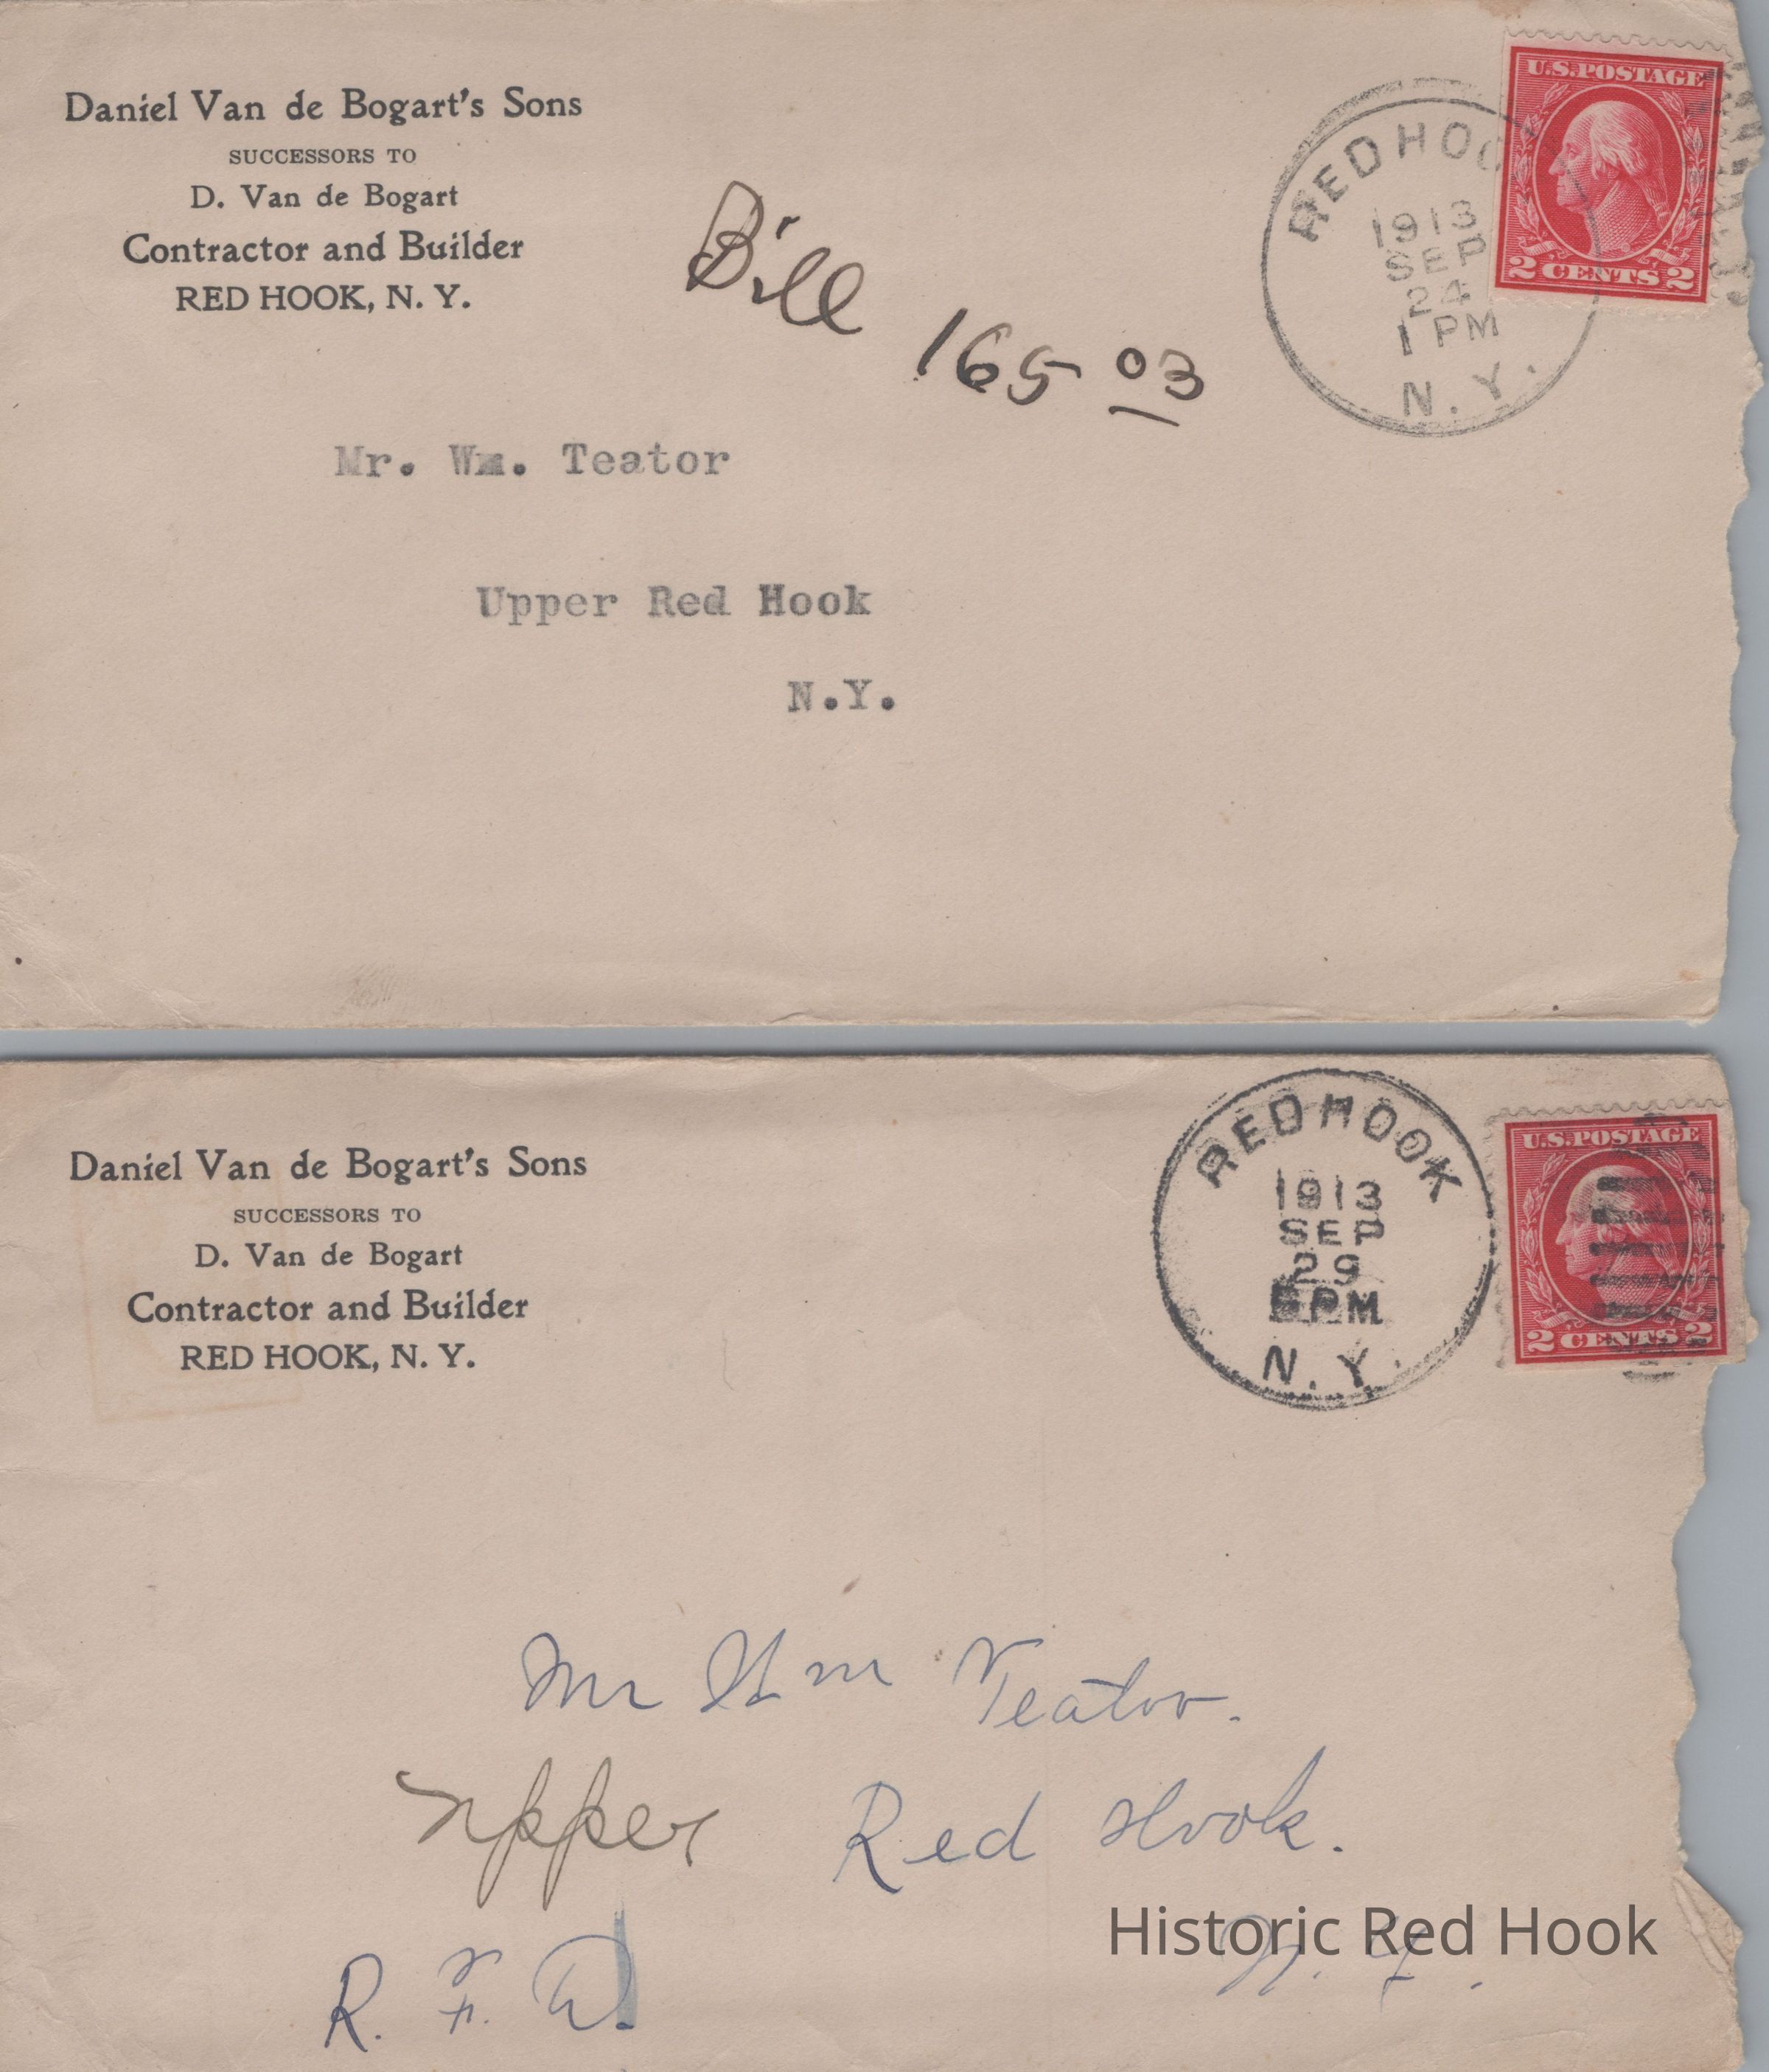 Daniel Van de Bogart's Sons
SUCCESSORS TO
D. Van de Bogart
Contractor and Builder
RED HOOK, N. Y.
Bill 165 03
RED HOO
1913
SEP
24
1 PM
N. Y.
U.S. POSTAGE
2 CENTS 2
Mr. Wm. Teator
Upper Red Hook
N.Y.
Daniel Van de Bogart's Sons
SUCCESSORS TO
D. Van de Bogart
Contractor and Builder
RED HOOK, N. Y.
RED HOOK
1913
SEP
29
PM
N. Y.
U.S. POSTAGE
2 CENTS 2
Mr Wm Teator.
Upper Red Hook.
R. F. D.
N. Y.
Historic Red Hook